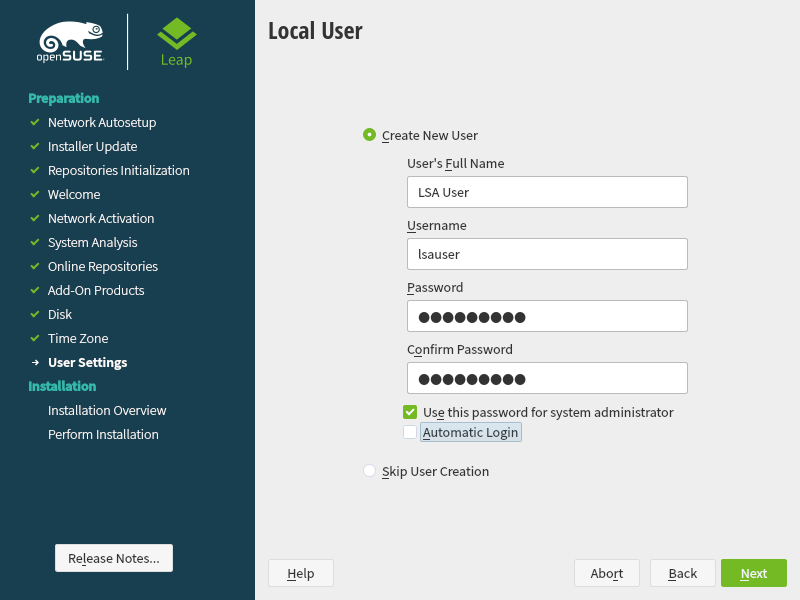 openSUSE
Leap
Preparation
Network Autosetup
Installer Update
Repositories Initialization
Welcome
Network Activation
System Analysis
Online Repositories
Add-On Products
Disk
Time Zone
User Settings
Installation
Installation Overview
Perform Installation
Release Notes...
Local User
Create New User
User's Full Name
LSA User
Username
lsauser
Password
●●●●●●●●●
Confirm Password
●●●●●●●●●
Use this password for system administrator
Automatic Login
Skip User Creation
Help
Abort
Back
Next